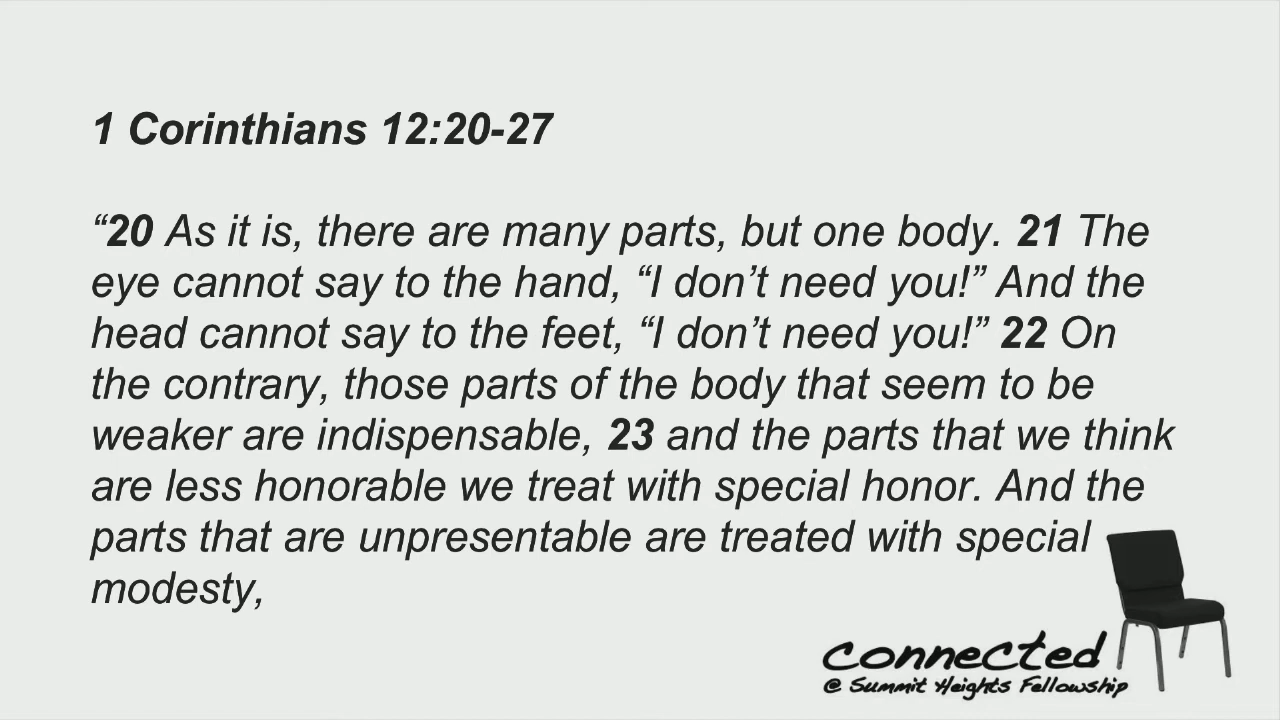 1 Corinthians 12:20-27
“20 As it is, there are many parts, but one body. 21 The
eye cannot say to the hand, “I don’t need you!” And the
head cannot say to the feet, “I don’t need you!” 22 On
the contrary, those parts of the body that seem to be
weaker are indispensable, 23 and the parts that we think
are less honorable we treat with special honor. And the
parts that are unpresentable are treated with special
modesty,
connected
@ Summit Heights Fellowship